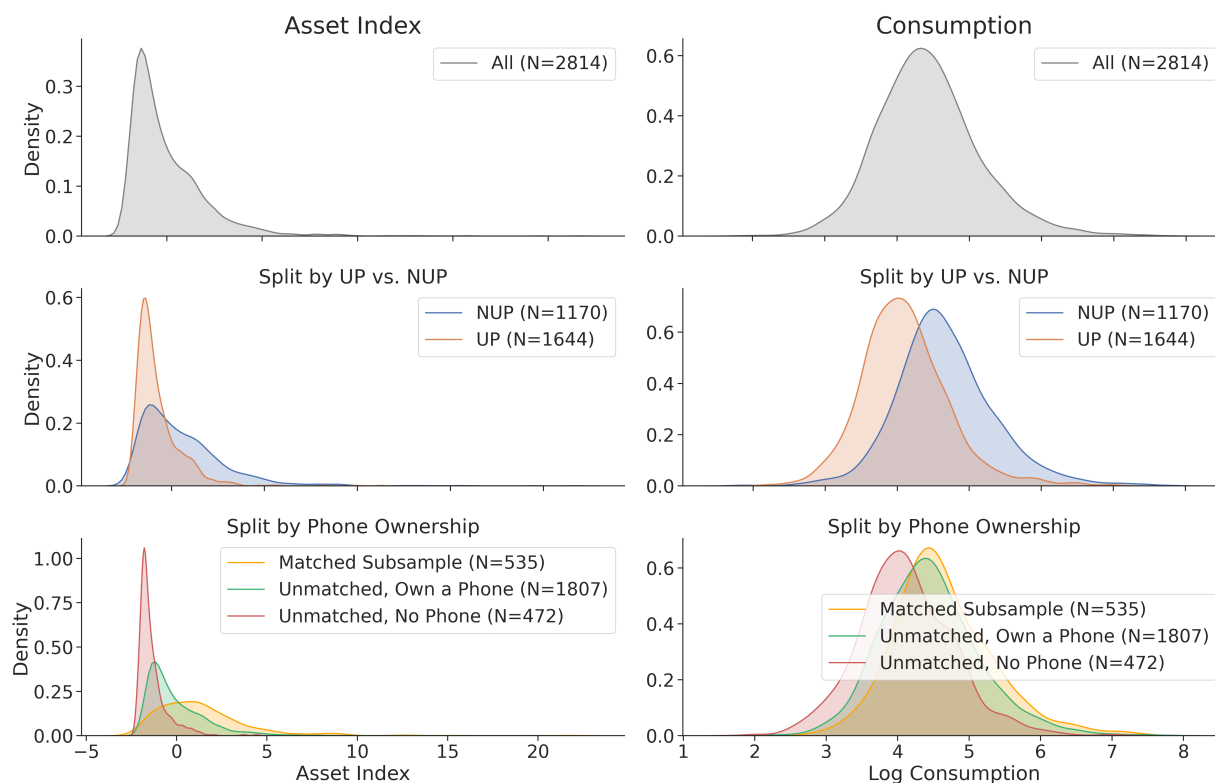 Asset Index
Consumption
All (N=2814)
All (N=2814)
Density
0.3
0.2
0.1
0.0
0.6
0.4
0.2
0.0
Split by UP vs. NUP
Split by UP vs. NUP
NUP (N=1170)
UP (N=1644)
NUP (N=1170)
UP (N=1644)
Density
0.6
0.4
0.2
0.0
0.6
0.4
0.2
0.0
Split by Phone Ownership
Split by Phone Ownership
Matched Subsample (N=535)
Unmatched, Own a Phone (N=1807)
Unmatched, No Phone (N=472)
Matched Subsample (N=535)
Unmatched, Own a Phone (N=1807)
Unmatched, No Phone (N=472)
Density
1.00
0.75
0.50
0.25
0.00
0.6
0.4
0.2
0.0
−5 0 5 10 15 20
1 2 3 4 5 6 7 8
Asset Index
Log Consumption